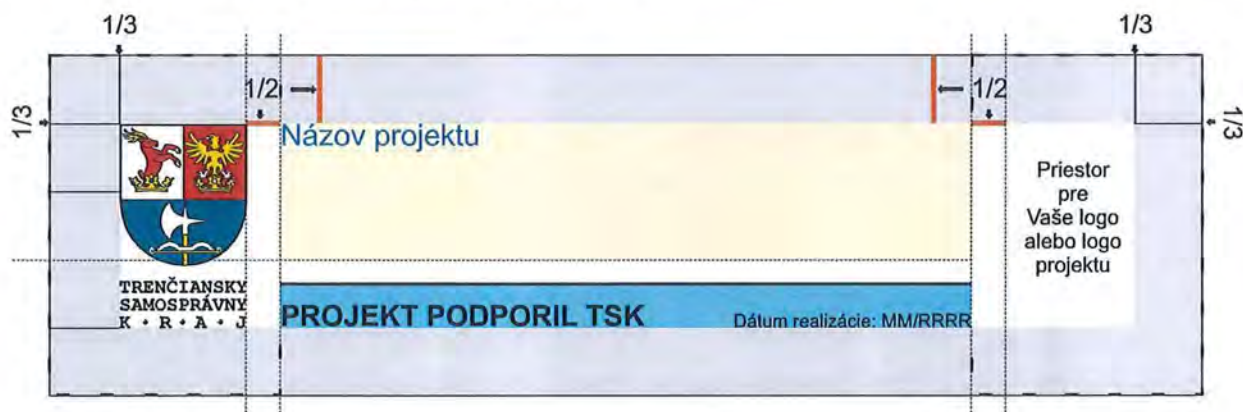 1/3
1/3
1/2
1/2
1/3
1/3
Názov projektu
Priestor
pre
Vaše logo
alebo logo
projektu
TRENČIANSKY
SAMOSPRÁVNY
K · R · A · J
PROJEKT PODPORIL TSK
Dátum realizácie: MM/RRRR